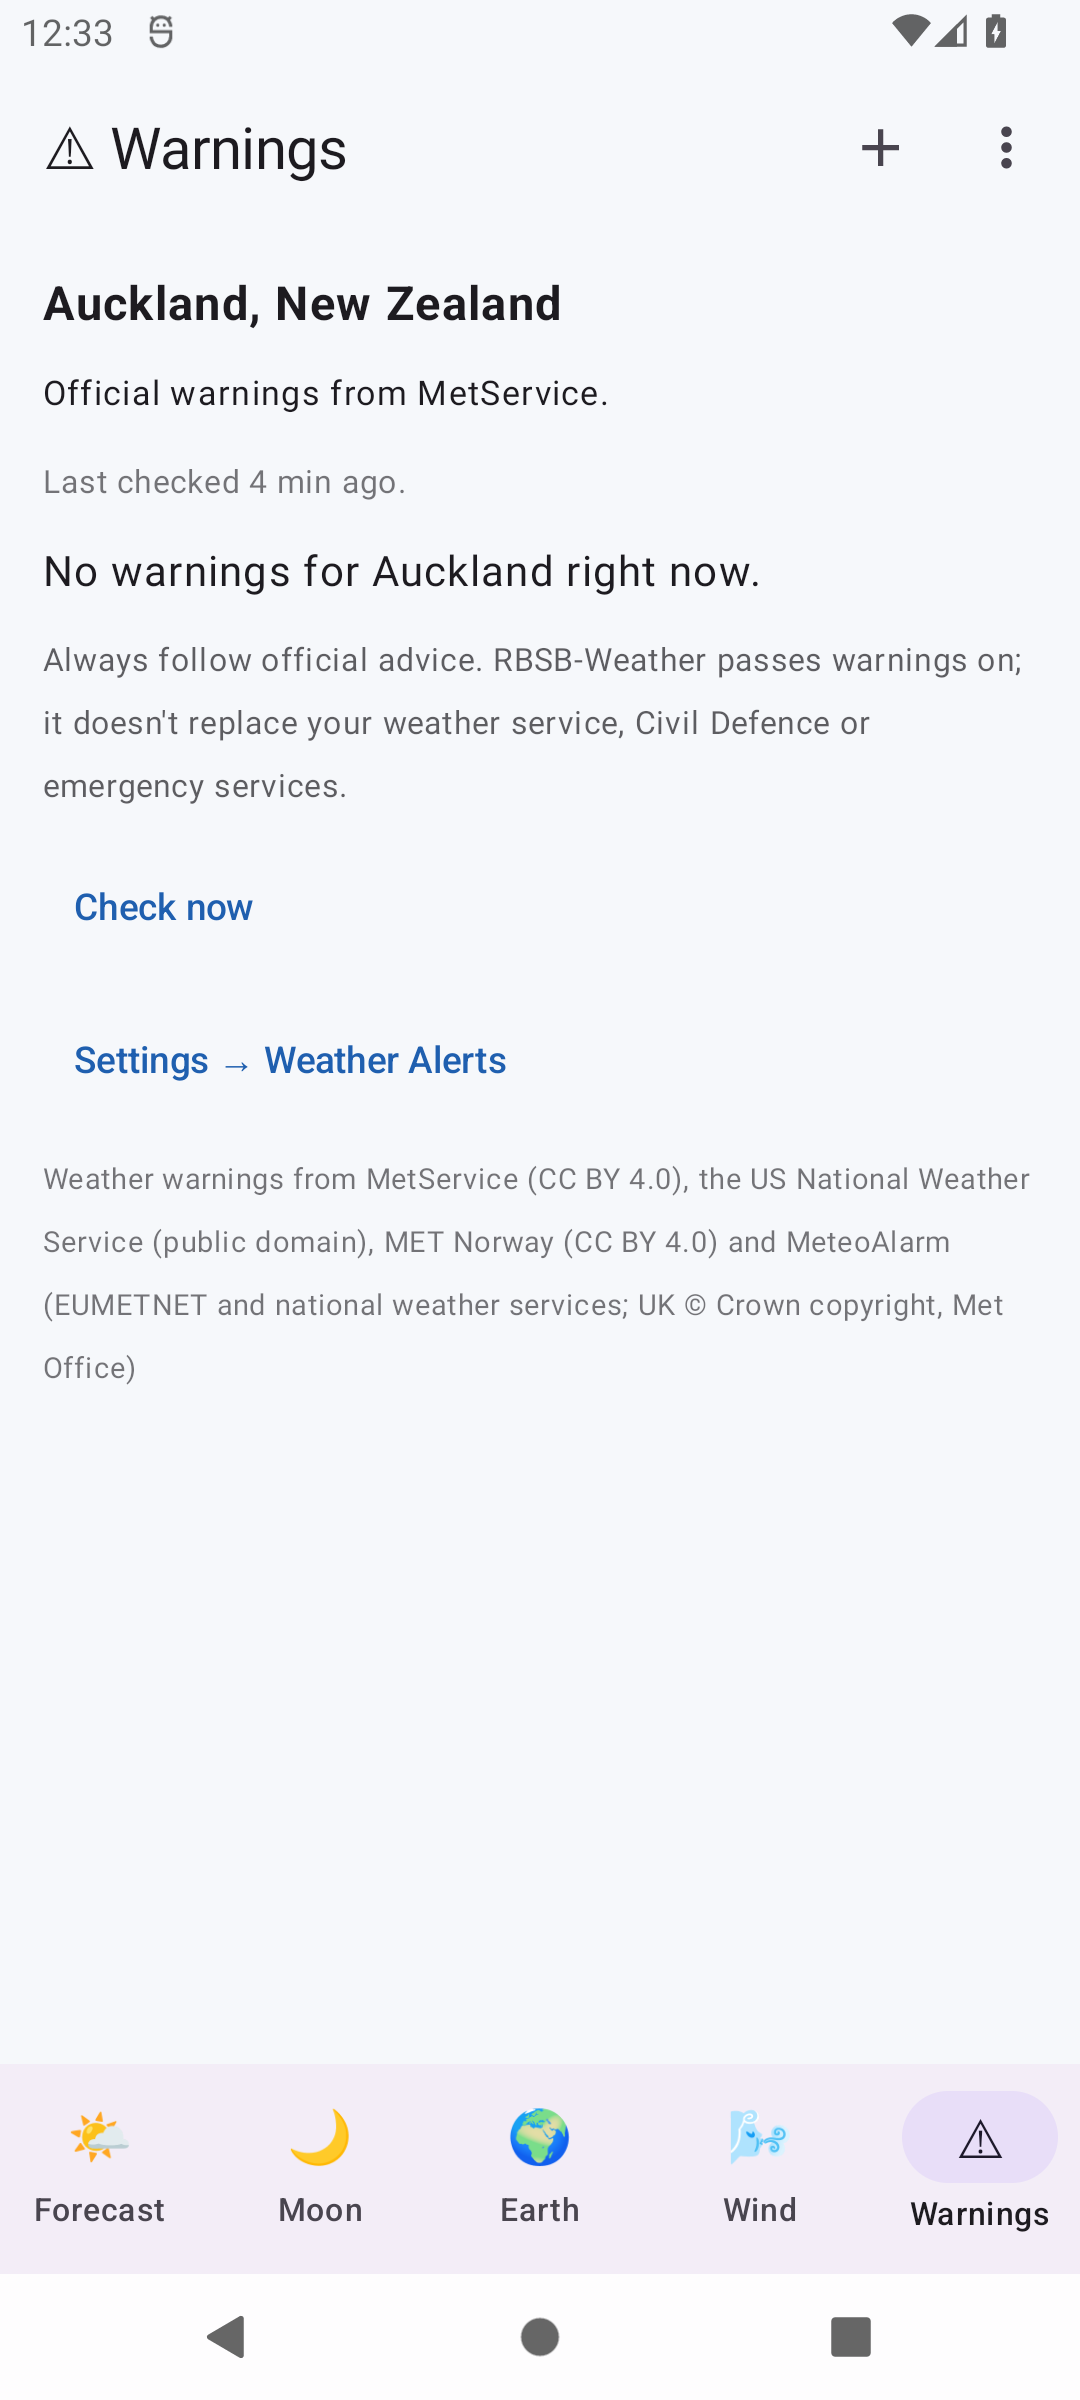 12:33
⚠ Warnings
Auckland, New Zealand
Official warnings from MetService.
Last checked 4 min ago.
No warnings for Auckland right now.
Always follow official advice. RBSB-Weather passes warnings on;
it doesn't replace your weather service, Civil Defence or
emergency services.
Check now
Settings → Weather Alerts
Weather warnings from MetService (CC BY 4.0), the US National Weather
Service (public domain), MET Norway (CC BY 4.0) and MeteoAlarm
(EUMETNET and national weather services; UK © Crown copyright, Met
Office)
Forecast Moon Earth Wind Warnings